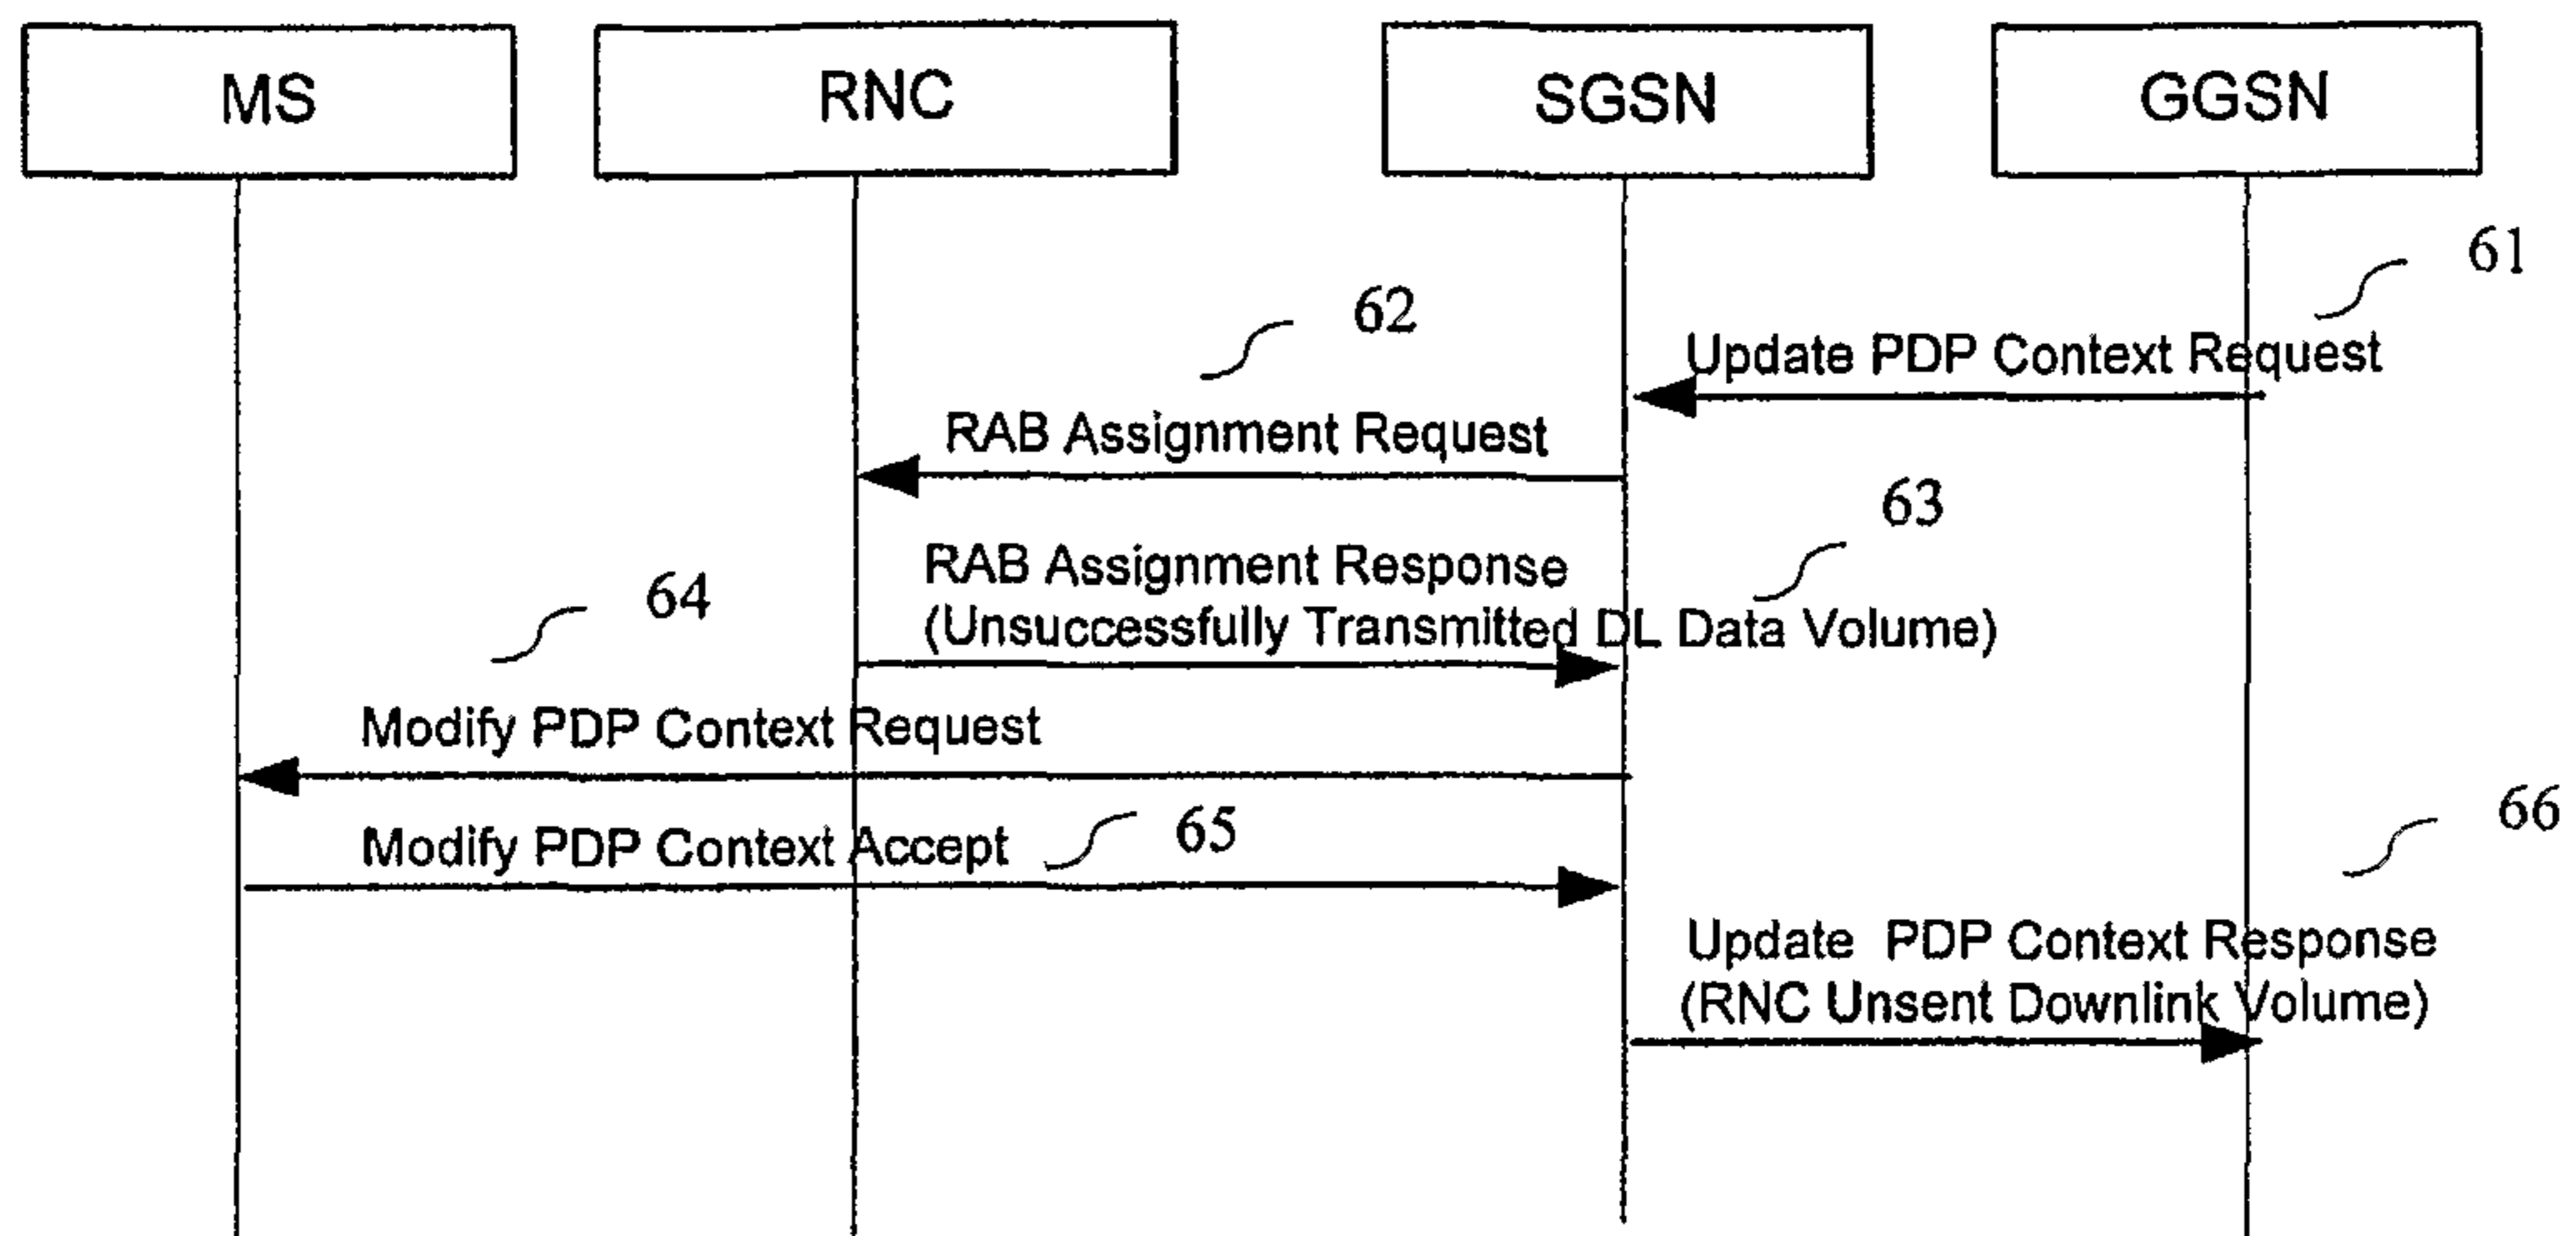 MS
RNC
SGSN
GGSN
61
Update PDP Context Request
62
RAB Assignment Request
63
RAB Assignment Response
(Unsuccessfully Transmitted DL Data Volume)
64
Modify PDP Context Request
Modify PDP Context Accept
65
66
Update PDP Context Response
(RNC Unsent Downlink Volume)